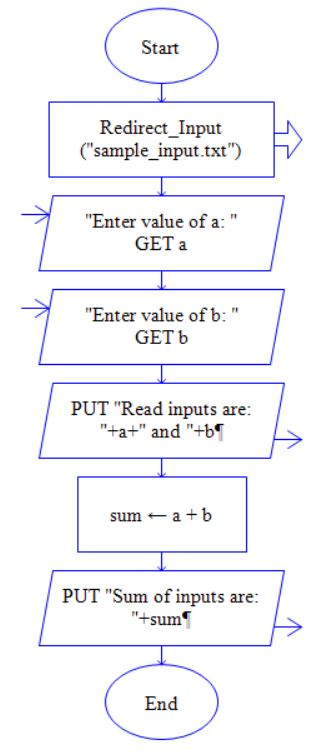 Start
Redirect_Input
("sample_input.txt")
"Enter value of a: "
GET a
"Enter value of b: "
GET b
PUT "Read inputs are:
"+a+" and "+b¶
sum ← a + b
PUT "Sum of inputs are:
"+sum¶
End